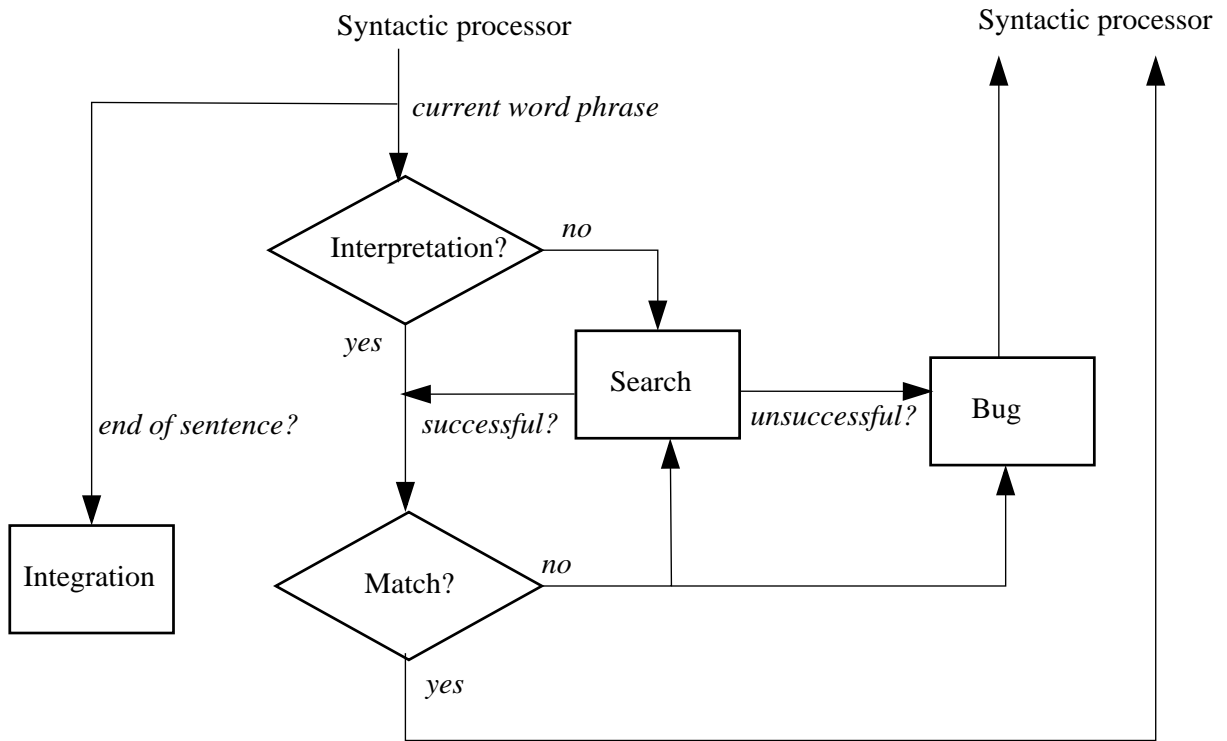 Syntactic processor
Syntactic processor
current word phrase
no
Interpretation?
yes
Search
Bug
successful?
unsuccessful?
end of sentence?
no
Integration
Match?
yes